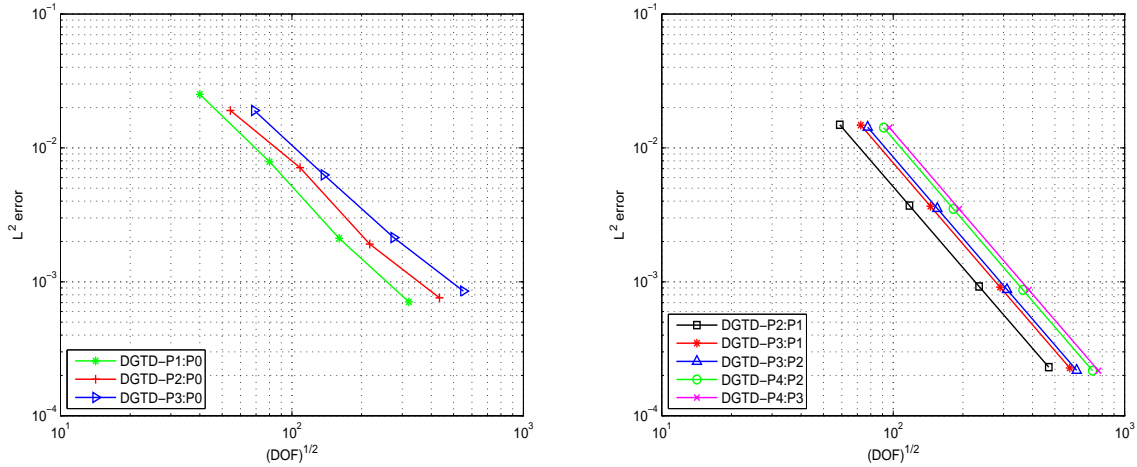 10^-1
10^-2
10^-3
10^-4
L^2 error
10^1
10^2
10^3
(DOF)^1/2
DGTD−P1:P0
DGTD−P2:P0
DGTD−P3:P0
10^-1
10^-2
10^-3
10^-4
L^2 error
10^1
10^2
10^3
(DOF)^1/2
DGTD−P2:P1
DGTD−P3:P1
DGTD−P3:P2
DGTD−P4:P2
DGTD−P4:P3